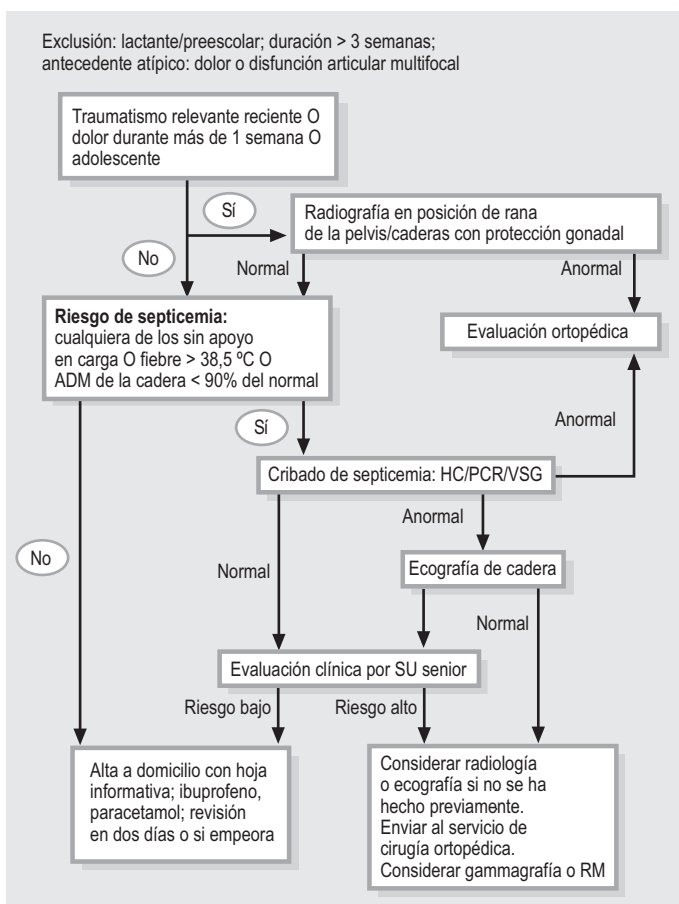 Exclusión: lactante/preescolar; duración > 3 semanas;
antecedente atípico: dolor o disfunción articular multifocal
Traumatismo relevante reciente O
dolor durante más de 1 semana O
adolescente
Sí
Radiografía en posición de rana
de la pelvis/caderas con protección gonadal
No
Normal
Anormal
Riesgo de septicemia:
cualquiera de los sin apoyo
en carga O fiebre > 38,5 ºC O
ADM de la cadera < 90% del normal
Evaluación ortopédica
Sí
Anormal
Cribado de septicemia: HC/PCR/VSG
Anormal
No
Normal
Ecografía de cadera
Normal
Evaluación clínica por SU senior
Riesgo bajo
Riesgo alto
Alta a domicilio con hoja
informativa; ibuprofeno,
paracetamol; revisión
en dos días o si empeora
Considerar radiología
o ecografía si no se ha
hecho previamente.
Enviar al servicio de
cirugía ortopédica.
Considerar gammagrafía o RM